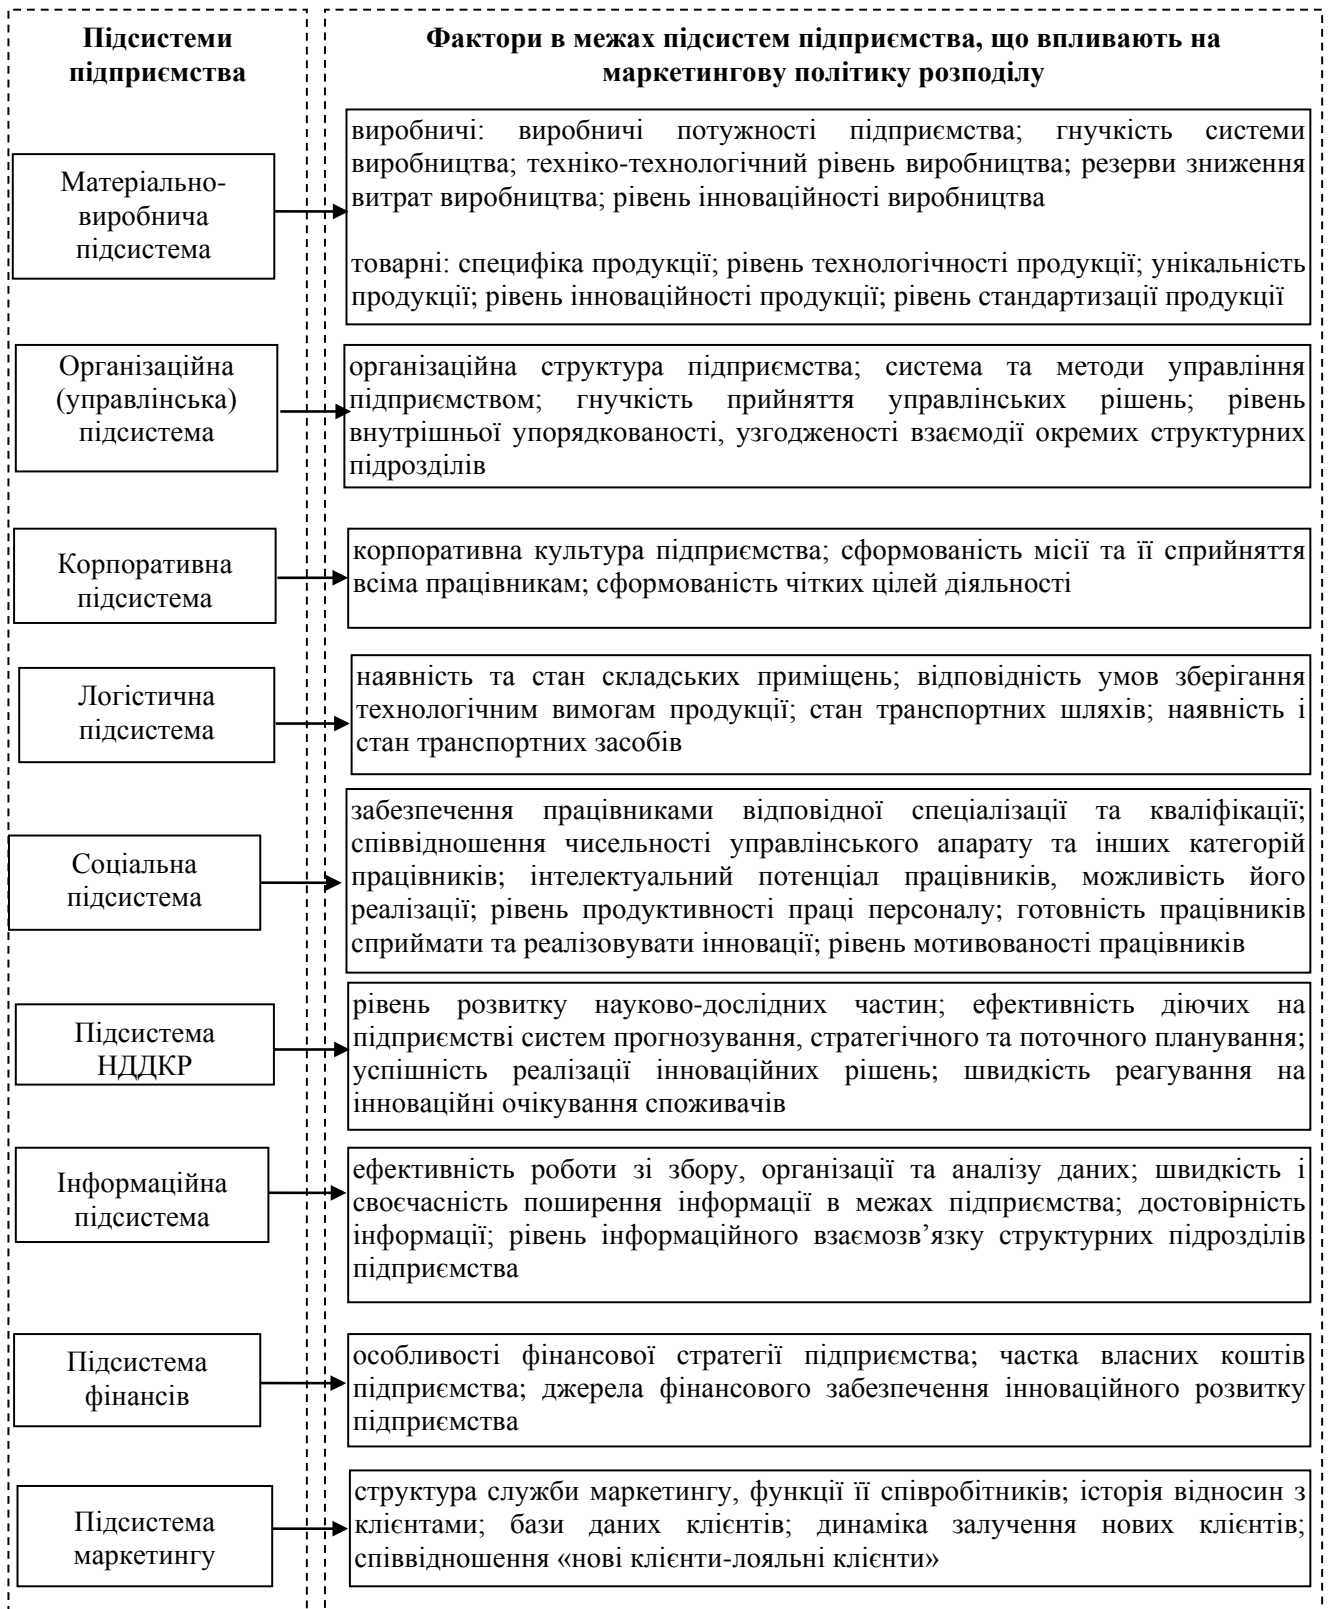 Підсистеми
підприємства
Фактори в межах підсистем підприємства, що впливають на
маркетингову політику розподілу
Матеріально-
виробнича
підсистема
виробничі: виробничі потужності підприємства; гнучкість системи
виробництва; техніко-технологічний рівень виробництва; резерви зниження
витрат виробництва; рівень інноваційності виробництва
товарні: специфіка продукції; рівень технологічності продукції; унікальність
продукції; рівень інноваційності продукції; рівень стандартизації продукції
Організаційна
(управлінська)
підсистема
організаційна структура підприємства; система та методи управління
підприємством; гнучкість прийняття управлінських рішень; рівень
внутрішньої упорядкованості, узгодженості взаємодії окремих структурних
підрозділів
Корпоративна
підсистема
корпоративна культура підприємства; сформованість місії та її сприйняття
всіма працівникам; сформованість чітких цілей діяльності
Логістична
підсистема
наявність та стан складських приміщень; відповідність умов зберігання
технологічним вимогам продукції; стан транспортних шляхів; наявність і
стан транспортних засобів
Соціальна
підсистема
забезпечення працівниками відповідної спеціалізації та кваліфікації;
співвідношення чисельності управлінського апарату та інших категорій
працівників; інтелектуальний потенціал працівників, можливість його
реалізації; рівень продуктивності праці персоналу; готовність працівників
сприймати та реалізовувати інновації; рівень мотивованості працівників
Підсистема
НДДКР
рівень розвитку науково-дослідних частин; ефективність діючих на
підприємстві систем прогнозування, стратегічного та поточного планування;
успішність реалізації інноваційних рішень; швидкість реагування на
інноваційні очікування споживачів
Інформаційна
підсистема
ефективність роботи зі збору, організації та аналізу даних; швидкість і
своєчасність поширення інформації в межах підприємства; достовірність
інформації; рівень інформаційного взаємозв’язку структурних підрозділів
підприємства
Підсистема
фінансів
особливості фінансової стратегії підприємства; частка власних коштів
підприємства; джерела фінансового забезпечення інноваційного розвитку
підприємства
Підсистема
маркетингу
структура служби маркетингу, функції її співробітників; історія відносин з
клієнтами; бази даних клієнтів; динаміка залучення нових клієнтів;
співвідношення «нові клієнти-лояльні клієнти»